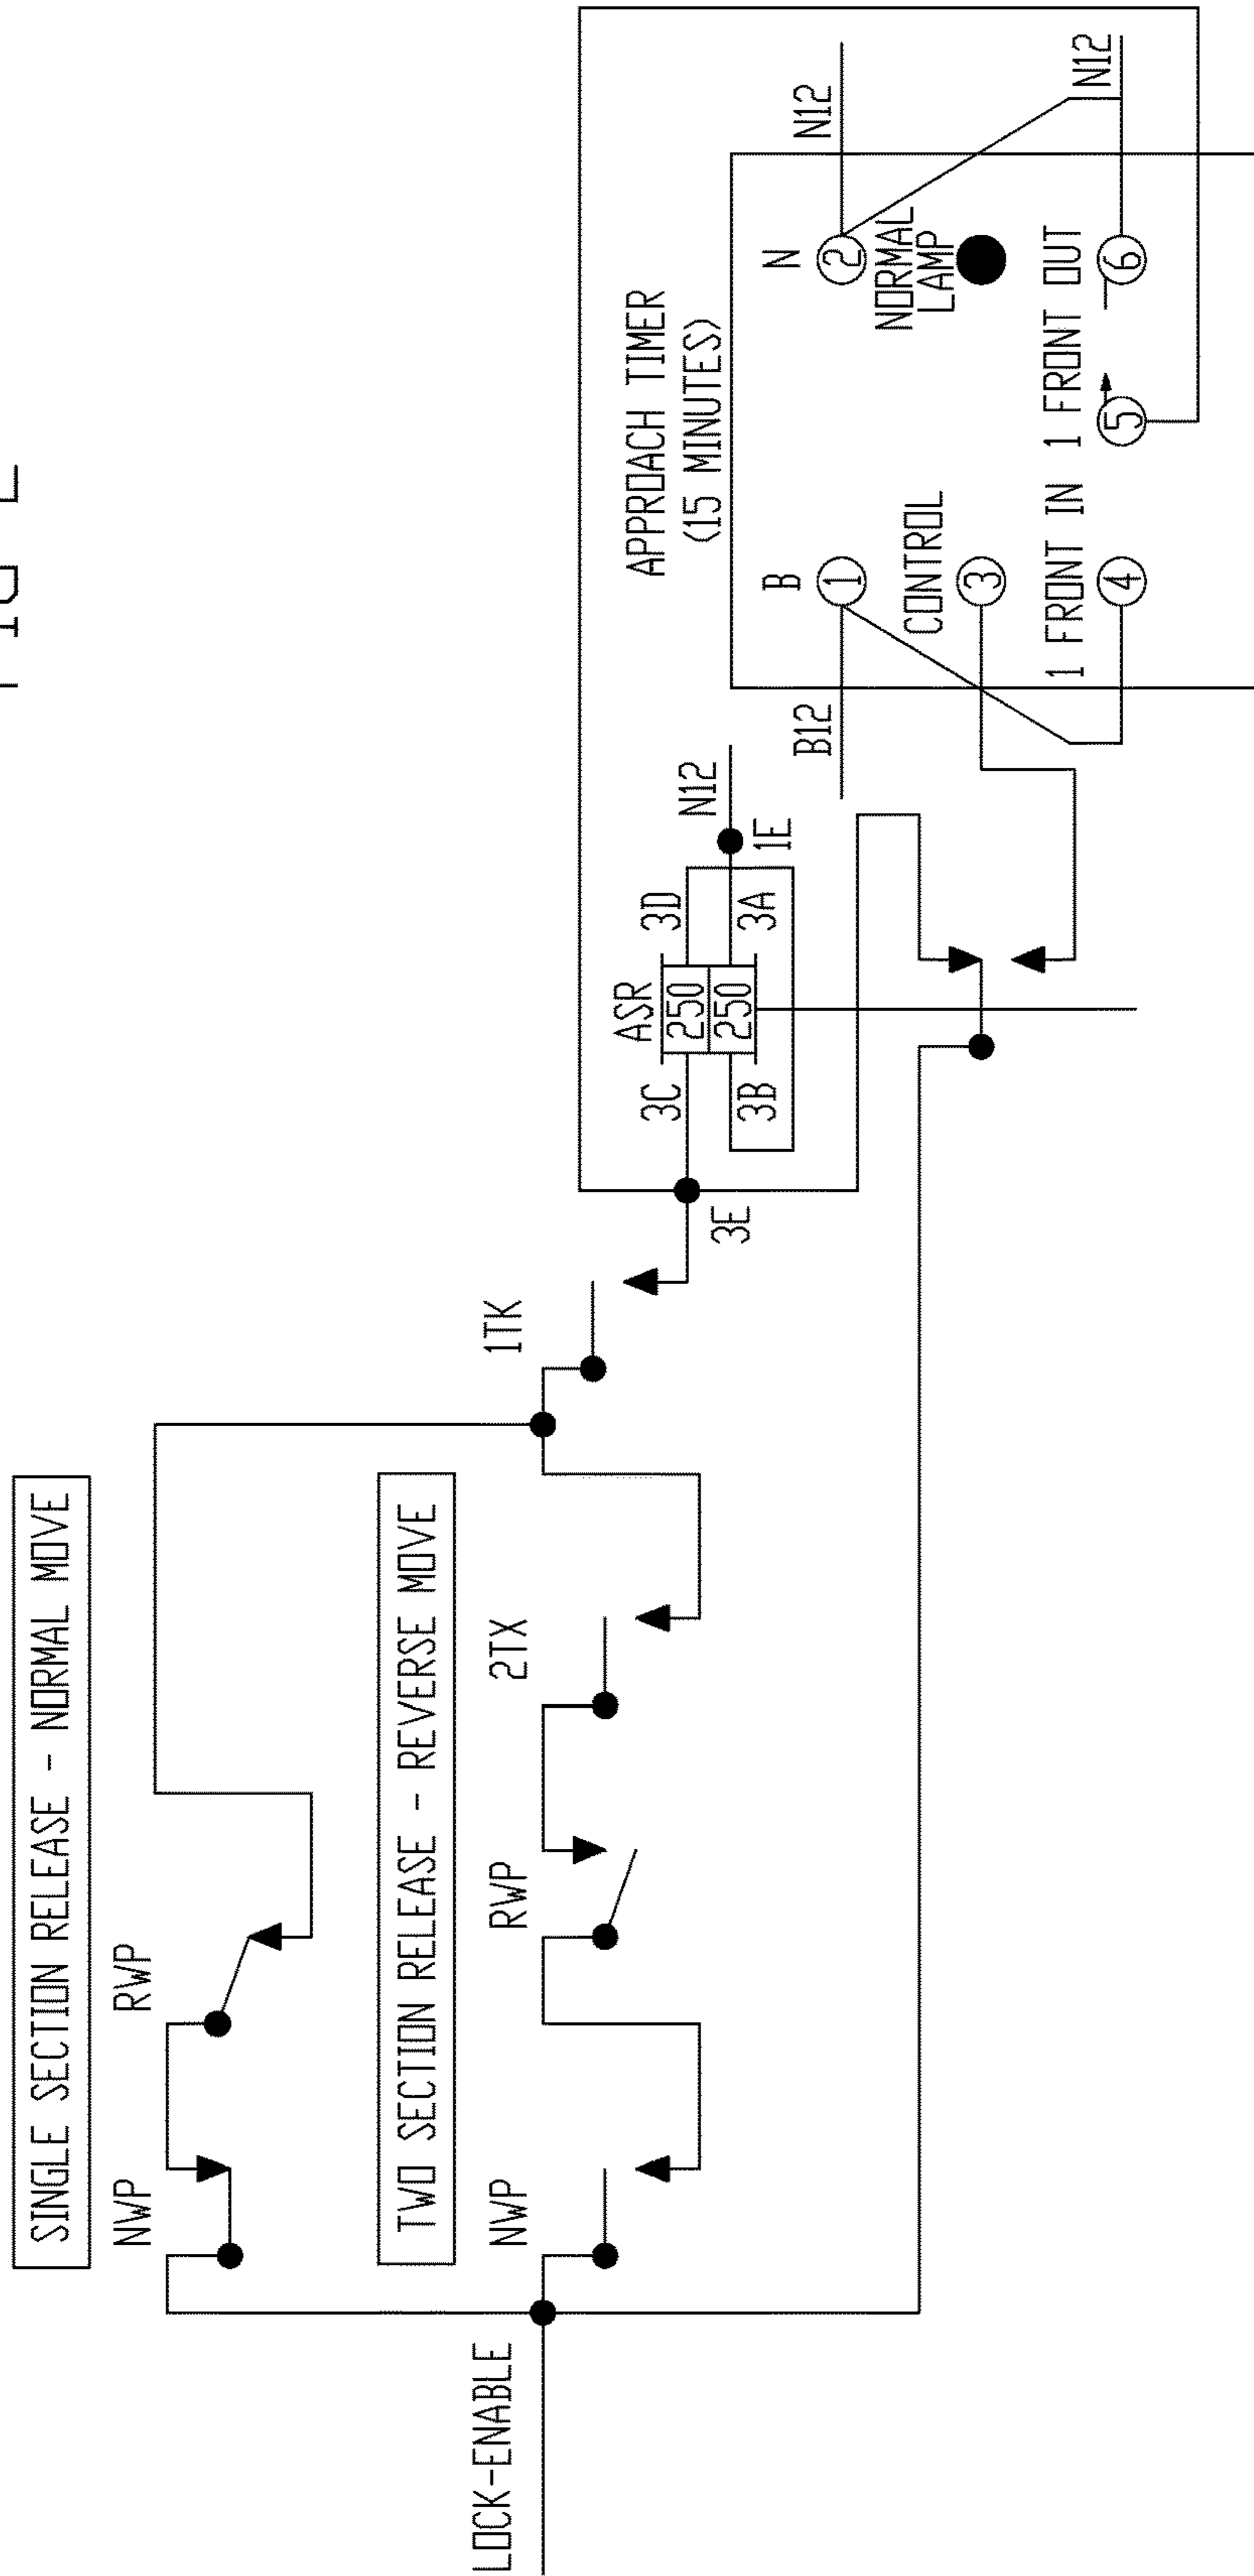 SINGLE SECTION RELEASE - NORMAL MOVE
NWP
RWP
TWO SECTION RELEASE - REVERSE MOVE
LOCK-ENABLE
NWP
RWP
2TX
1TK
3E
ASR
3C
250
3D
3B
250
3A
1E
N12
APPROACH TIMER
(15 MINUTES)
B12
B
N
N12
1
2
CONTROL
NORMAL
LAMP
3
1 FRONT IN
1 FRONT OUT
4
5
6
N12